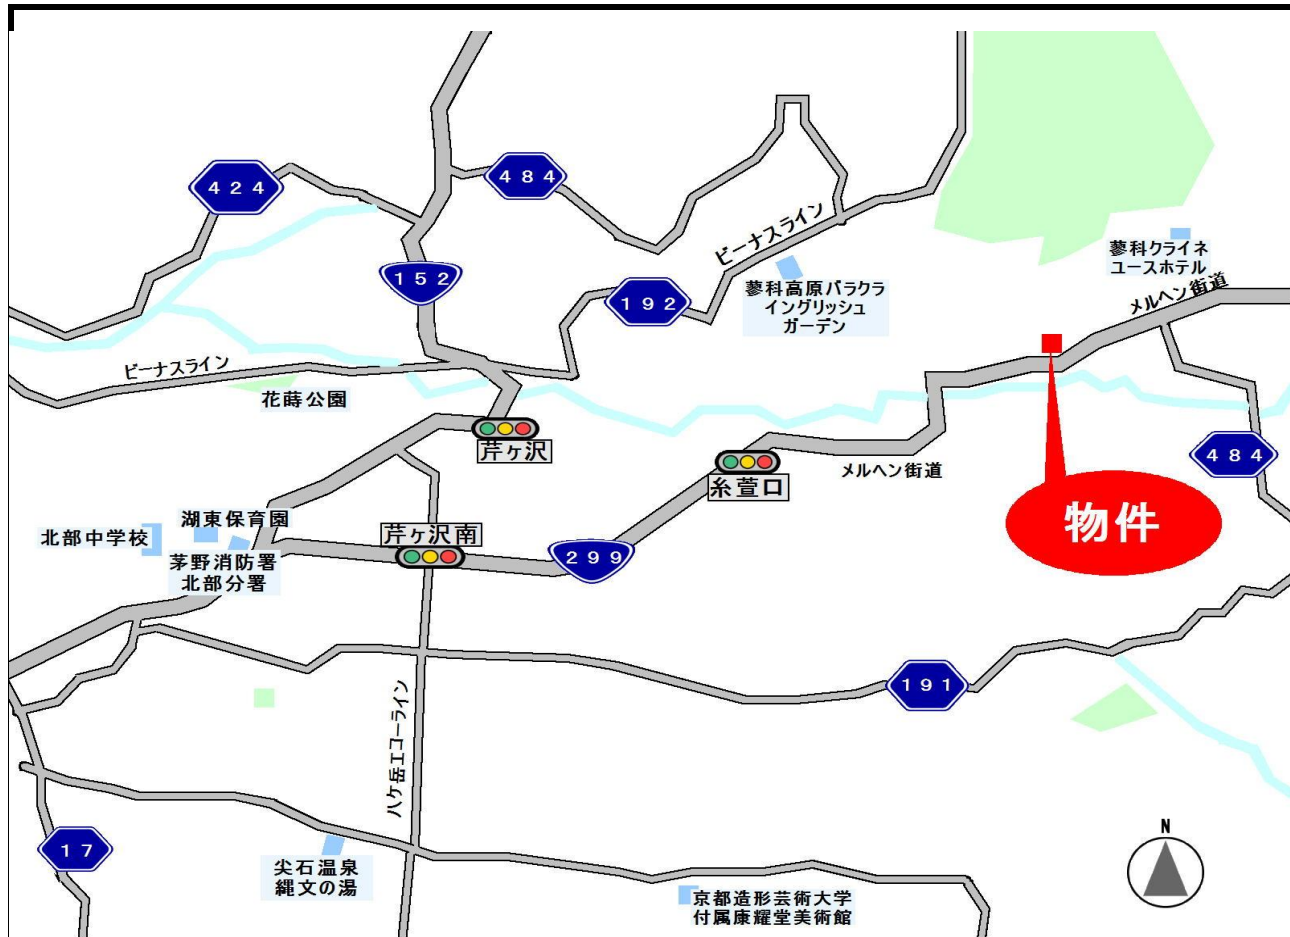 ４２４
４８４
ビーナスライン
１５２
１９２
蓼科高原バラクラ
イングリッシュ
ガーデン
蓼科クライネ
ユースホテル
メルヘン街道
ビーナスライン
花蒔公園
芹ヶ沢
糸萱口
メルヘン街道
４８４
物件
湖東保育園
北部中学校
茅野消防署
北部分署
芹ヶ沢南
２９９
１９１
八ケ岳エコーライン
１７
尖石温泉
縄文の湯
京都造形芸術大学
付属康耀堂美術館
N